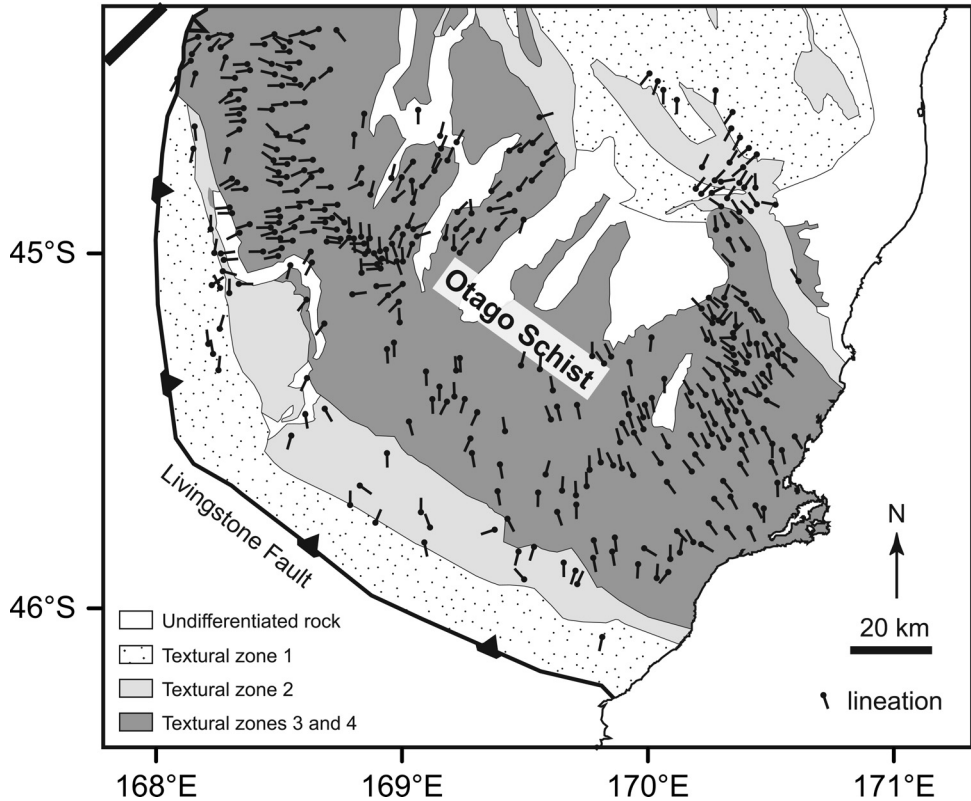 45°S
Otago Schist
Livingstone Fault
46°S
Undifferentiated rock
Textural zone 1
Textural zone 2
Textural zones 3 and 4
N
20 km
lineation
168°E
169°E
170°E
171°E